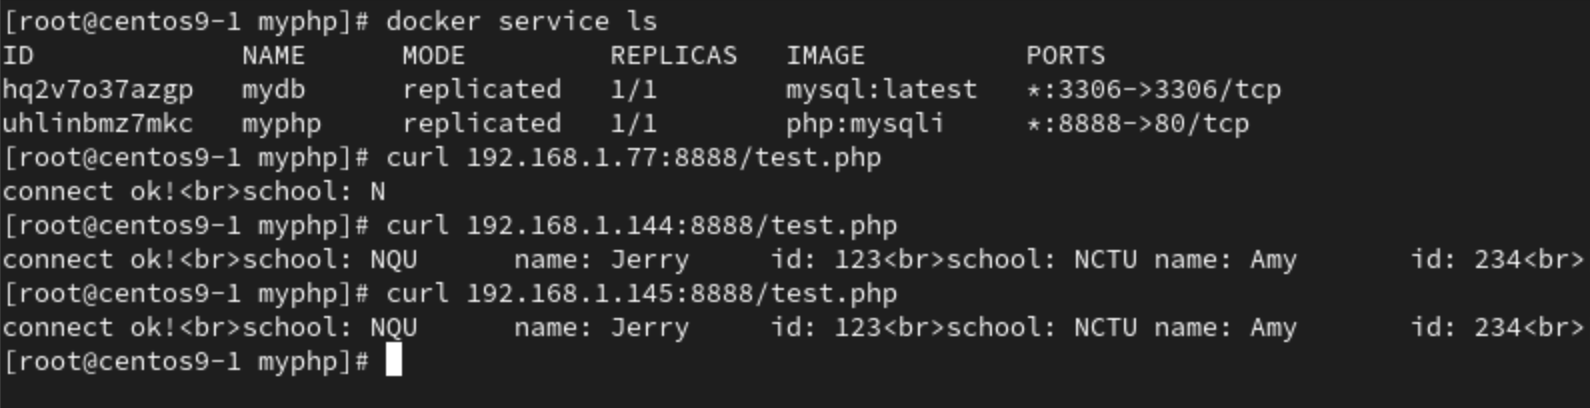 [root@centos9-1 myphp]# docker service ls
ID             NAME      MODE         REPLICAS   IMAGE          PORTS
hq2v7o37azgp   mydb      replicated   1/1        mysql:latest   *:3306->3306/tcp
uhlinbmz7mkc   myphp     replicated   1/1        php:mysqli     *:8888->80/tcp
[root@centos9-1 myphp]# curl 192.168.1.77:8888/test.php
connect ok!<br>school: N
[root@centos9-1 myphp]# curl 192.168.1.144:8888/test.php
connect ok!<br>school: NQU      name: Jerry     id: 123<br>school: NCTU name: Amy       id: 234<br>
[root@centos9-1 myphp]# curl 192.168.1.145:8888/test.php
connect ok!<br>school: NQU      name: Jerry     id: 123<br>school: NCTU name: Amy       id: 234<br>
[root@centos9-1 myphp]#